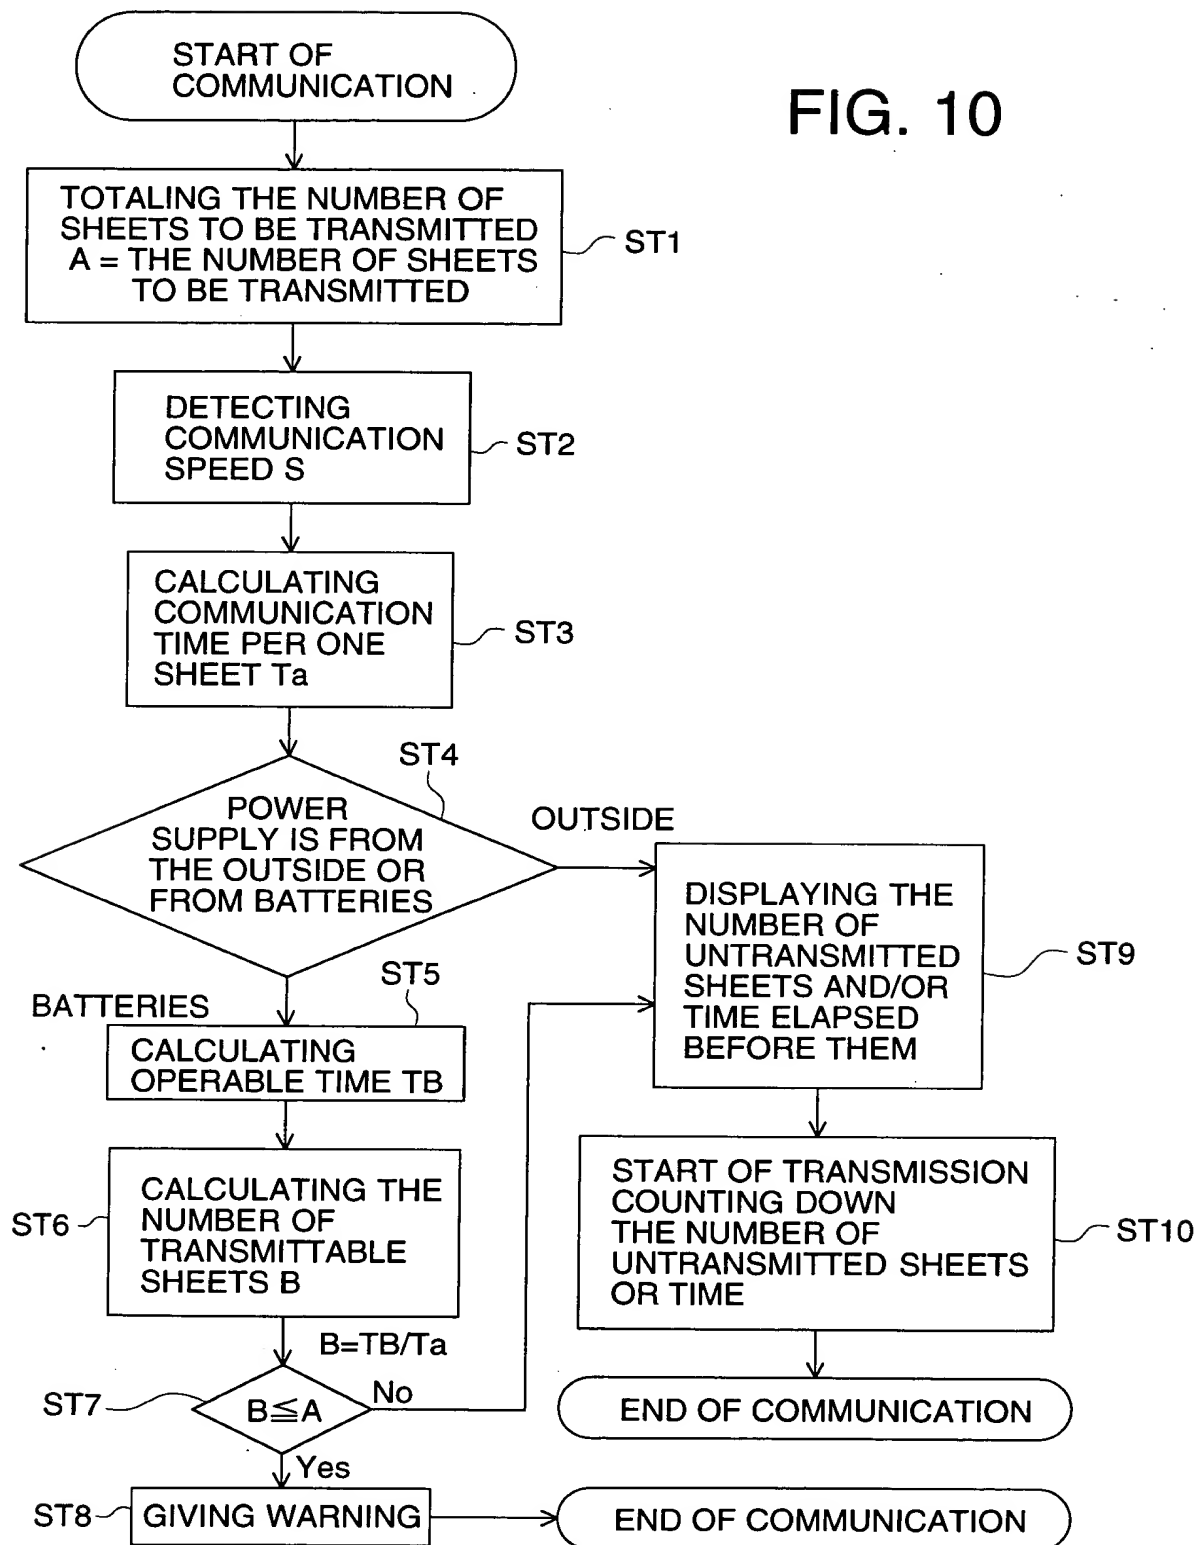 START OF
COMMUNICATION
FIG. 10
TOTALING THE NUMBER OF
SHEETS TO BE TRANSMITTED
A = THE NUMBER OF SHEETS
TO BE TRANSMITTED
ST1
DETECTING
COMMUNICATION
SPEED S
ST2
CALCULATING
COMMUNICATION
TIME PER ONE
SHEET Ta
ST3
ST4
POWER
SUPPLY IS FROM
THE OUTSIDE OR
FROM BATTERIES
OUTSIDE
BATTERIES
ST5
CALCULATING
OPERABLE TIME TB
ST6
CALCULATING THE
NUMBER OF
TRANSMITTABLE
SHEETS B
B=TB/Ta
ST7
B≦A
No
Yes
ST8
GIVING WARNING
END OF COMMUNICATION
DISPLAYING THE
NUMBER OF
UNTRANSMITTED
SHEETS AND/OR
TIME ELAPSED
BEFORE THEM
ST9
START OF TRANSMISSION
COUNTING DOWN
THE NUMBER OF
UNTRANSMITTED SHEETS
OR TIME
ST10
END OF COMMUNICATION